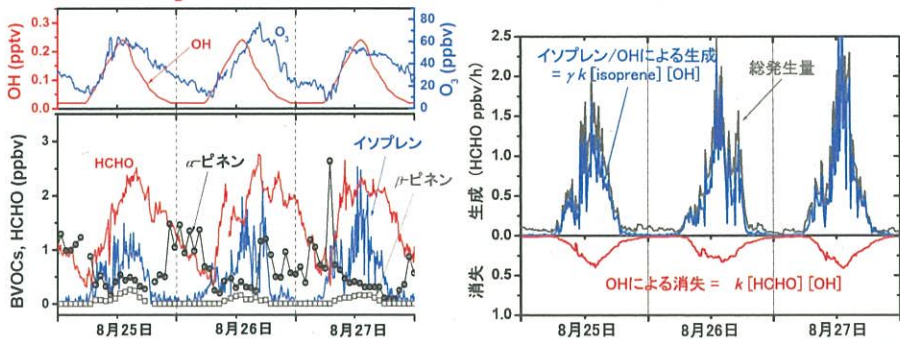 OH (pptv)
0.3
0.2
0.1
0.0
OH
O3
80
60
40
20
0
O3 (ppbv)
BVOCs, HCHO (ppbv)
3
2
1
0
HCHO
α-ピネン
イソプレン
β-ピネン
8月25日
8月26日
8月27日
生成 (HCHO ppbv/h)
消失
2.5
2.0
1.5
1.0
0.5
0.0
0.5
1.0
イソプレン/OHによる生成
= γ k [isoprene] [OH]
総発生量
OHによる消失 = k [HCHO] [OH]
8月25日
8月26日
8月27日